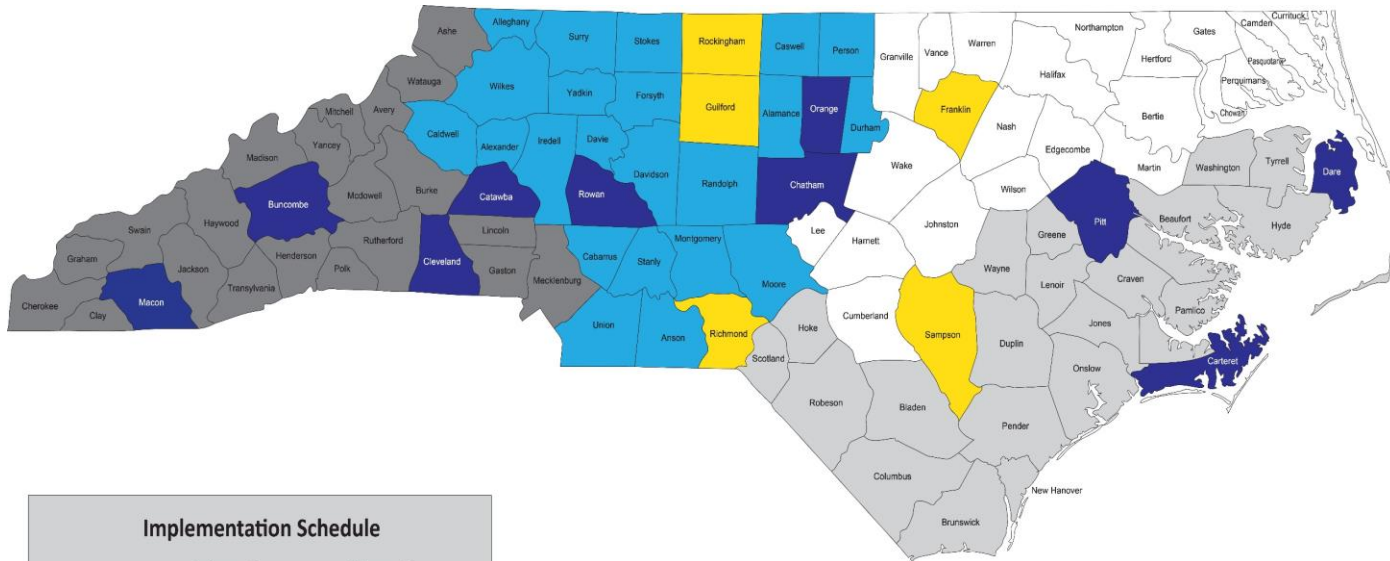 Ashe
Alleghany
Surry
Stokes
Rockingham
Caswell
Person
Granville
Vance
Warren
Northampton
Gates
Camden
Currituck
Watauga
Wilkes
Yadkin
Forsyth
Guilford
Alamance
Orange
Durham
Franklin
Halifax
Hertford
Pasquotank
Perquimans
Chowan
Mitchell
Avery
Caldwell
Alexander
Iredell
Davie
Nash
Edgecombe
Bertie
Madison
Yancey
Mcdowell
Burke
Catawba
Rowan
Davidson
Randolph
Chatham
Wake
Wilson
Martin
Washington
Tyrrell
Dare
Buncombe
Haywood
Swain
Graham
Cherokee
Clay
Macon
Jackson
Transylvania
Henderson
Polk
Rutherford
Cleveland
Lincoln
Gaston
Mecklenburg
Cabarrus
Stanly
Montgomery
Moore
Lee
Harnett
Johnston
Greene
Pitt
Beaufort
Hyde
Wayne
Lenoir
Craven
Pamlico
Jones
Carteret
Union
Anson
Richmond
Scotland
Hoke
Cumberland
Sampson
Duplin
Onslow
Robeson
Bladen
Pender
Columbus
Brunswick
New Hanover
Implementation Schedule